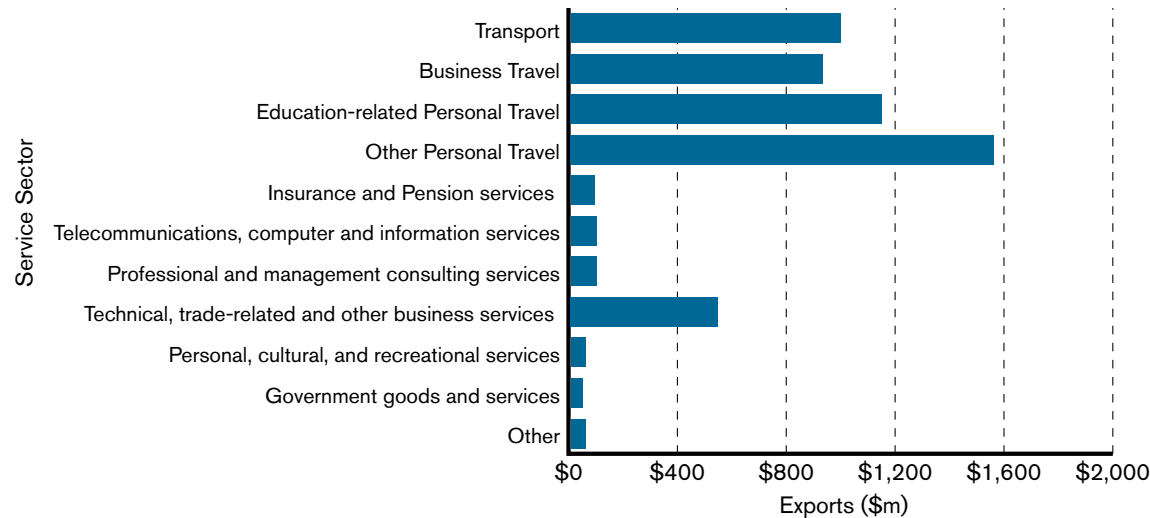 Service Sector
Transport
Business Travel
Education-related Personal Travel
Other Personal Travel
Insurance and Pension services
Telecommunications, computer and information services
Professional and management consulting services
Technical, trade-related and other business services
Personal, cultural, and recreational services
Government goods and services
Other
$0 $400 $800 $1,200 $1,600 $2,000
Exports ($m)